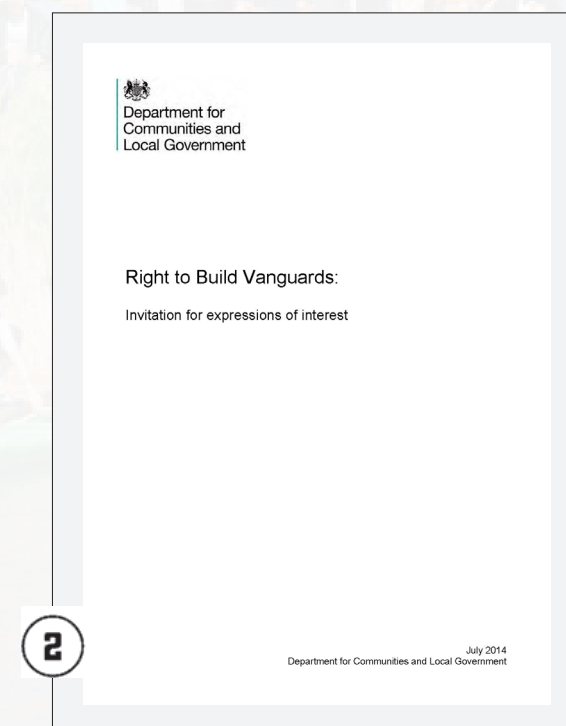 Department for
Communities and
Local Government
Right to Build Vanguards:
Invitation for expressions of interest
2
July 2014
Department for Communities and Local Government